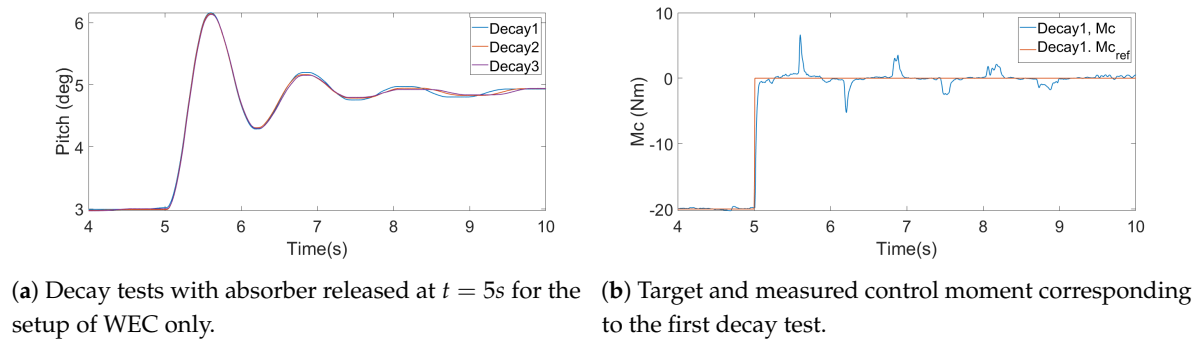 6
5
4
3
Pitch (deg)
4 5 6 7 8 9 10
Time(s)
Decay1
Decay2
Decay3
10
0
-10
-20
Mc (Nm)
4 5 6 7 8 9 10
Time(s)
Decay1, Mc
Decay1. Mc_ref
(a) Decay tests with absorber released at t = 5s for the
setup of WEC only.
(b) Target and measured control moment corresponding
to the first decay test.